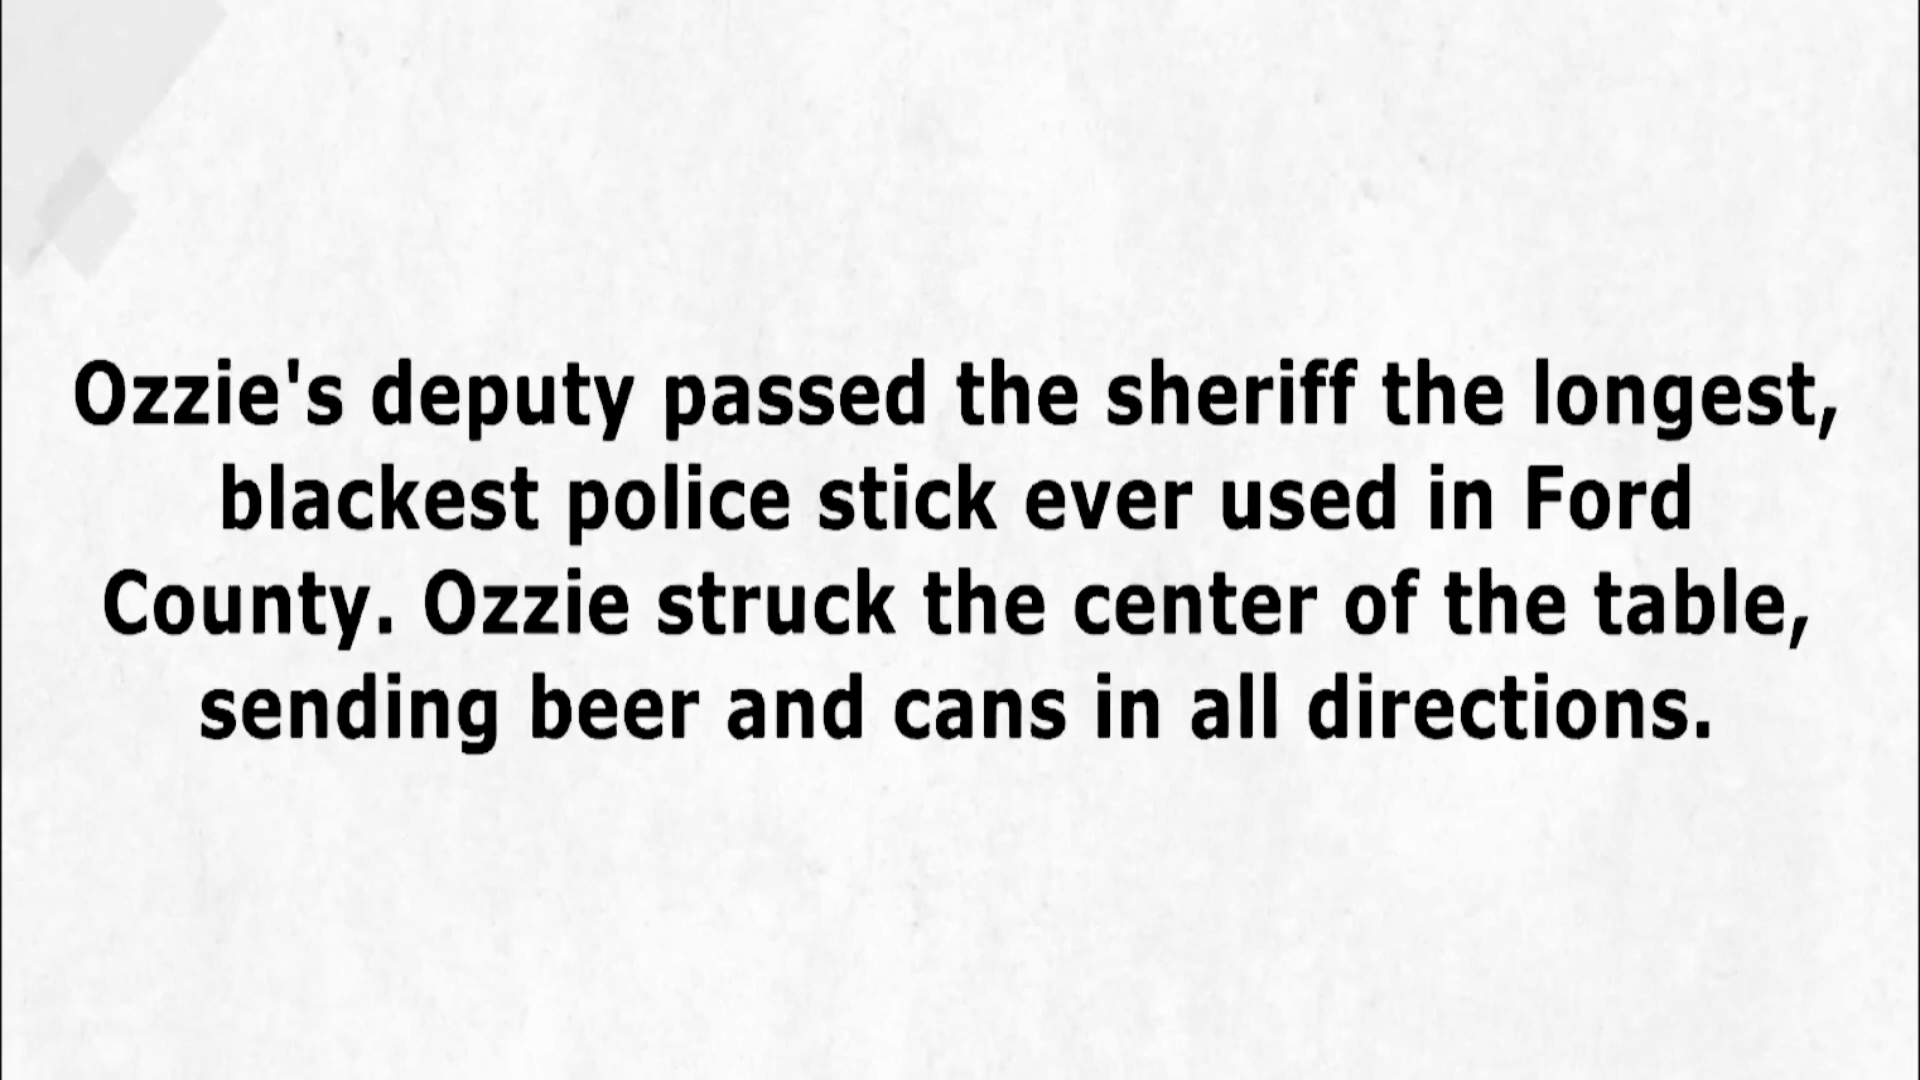 Ozzie's deputy passed the sheriff the longest,
blackest police stick ever used in Ford
County. Ozzie struck the center of the table,
sending beer and cans in all directions.